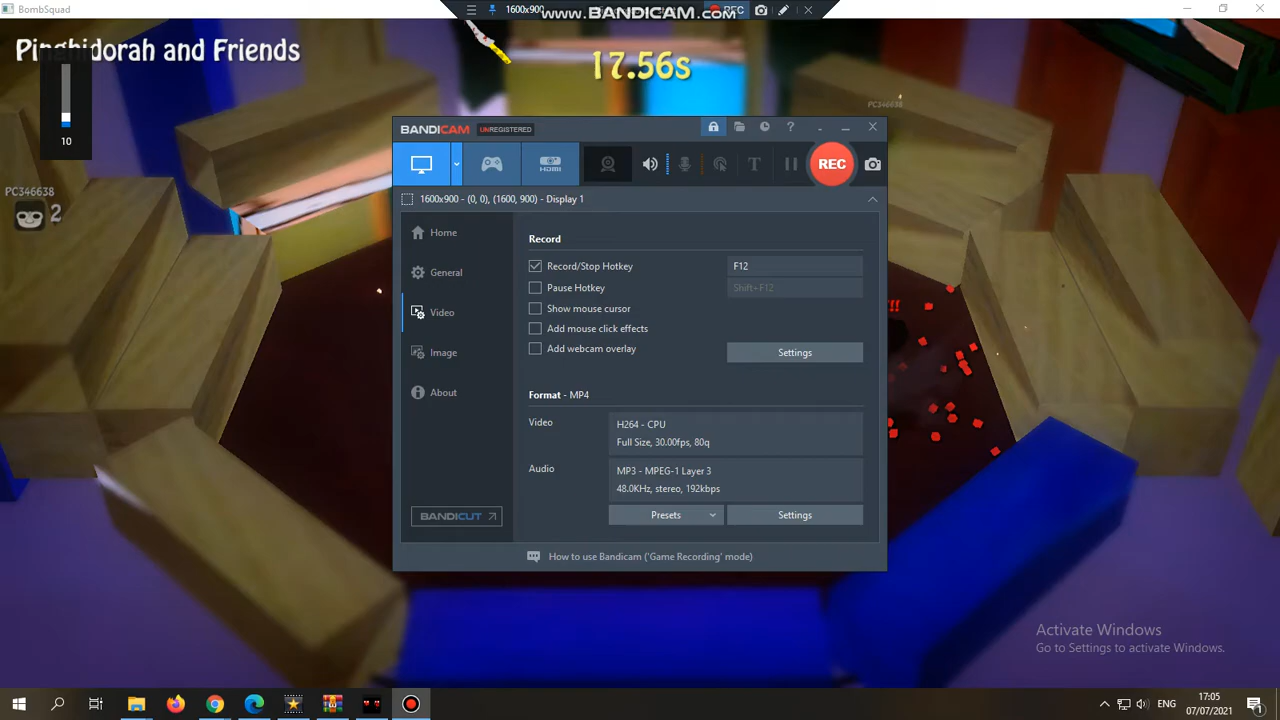 BombSquad
1600x900
www.BANDICAM.com
REC
Pinghidorah and Friends
17.56s
10
PC346638
PC346638
2
BANDICAM UNREGISTERED
HDMI
REC
1600x900 - (0, 0), (1600, 900) - Display 1
Home
General
Video
Image
About
BANDICUT
Record
Record/Stop Hotkey
F12
Pause Hotkey
Shift+F12
Show mouse cursor
Add mouse click effects
Add webcam overlay
Settings
Format - MP4
Video
H264 - CPU
Full Size, 30.00fps, 80q
Audio
MP3 - MPEG-1 Layer 3
48.0KHz, stereo, 192kbps
Presets
Settings
How to use Bandicam ('Game Recording' mode)
!!!
Activate Windows
Go to Settings to activate Windows.
ENG
17:05
07/07/2021
1